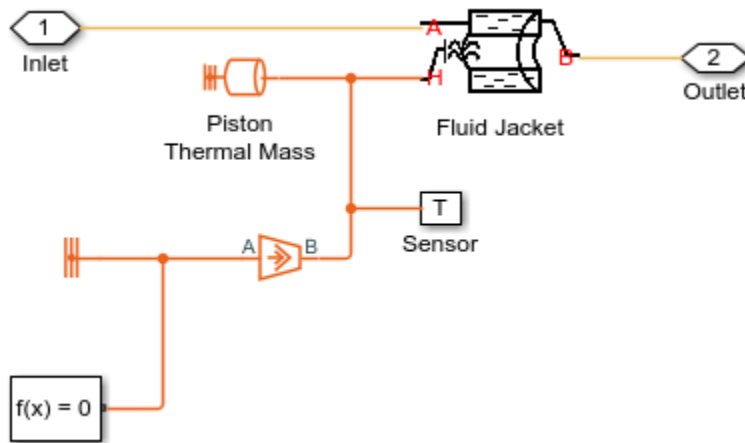 1
Inlet
A
H
B
2
Outlet
Fluid Jacket
Piston
Thermal Mass
T
Sensor
A
B
f(x) = 0